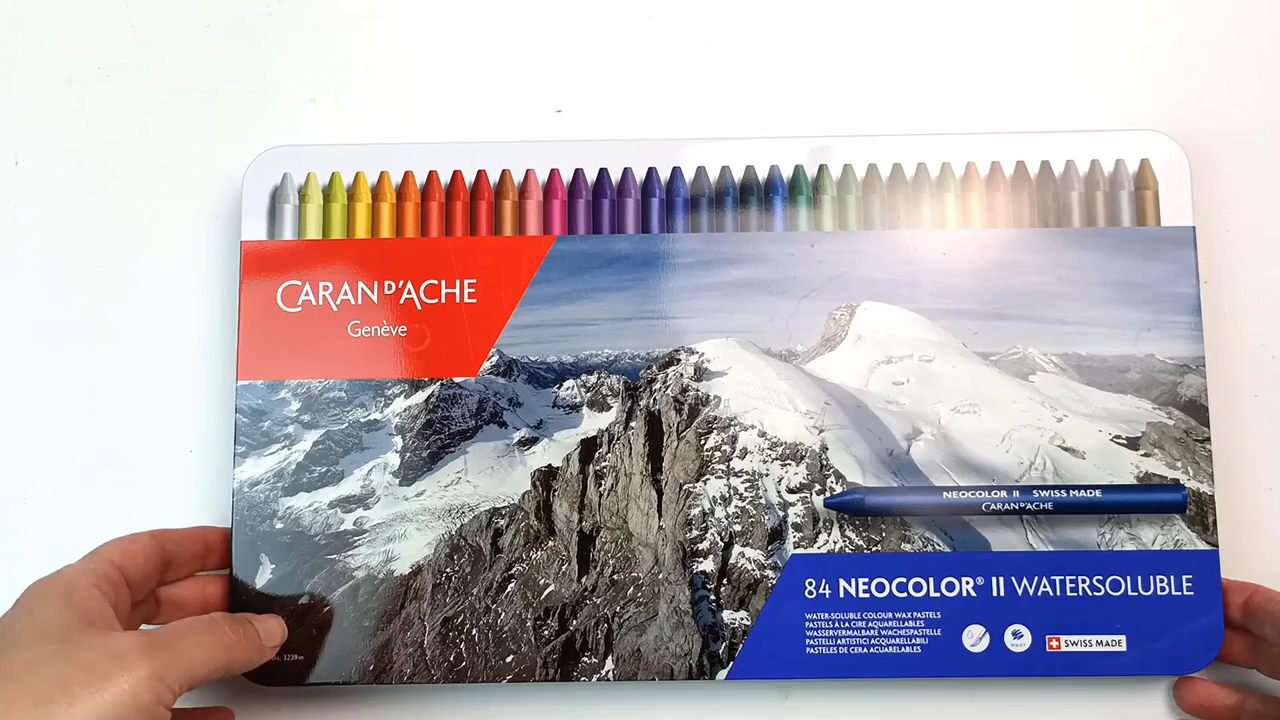 CARAN D'ACHE
Genève
NEOCOLOR II SWISS MADE
CARAN D'ACHE
84 NEOCOLOR® II WATERSOLUBLE
WATER-SOLUBLE COLOUR WAX PASTELS
PASTELS À LA CIRE AQUARELLABLES
WASSERVERMALBARE WACHSPASTELLE
PASTELLI ARTISTICI ACQUARELLABILI
PASTELES DE CERA ACUARELABLES
SWISS MADE
3239 m